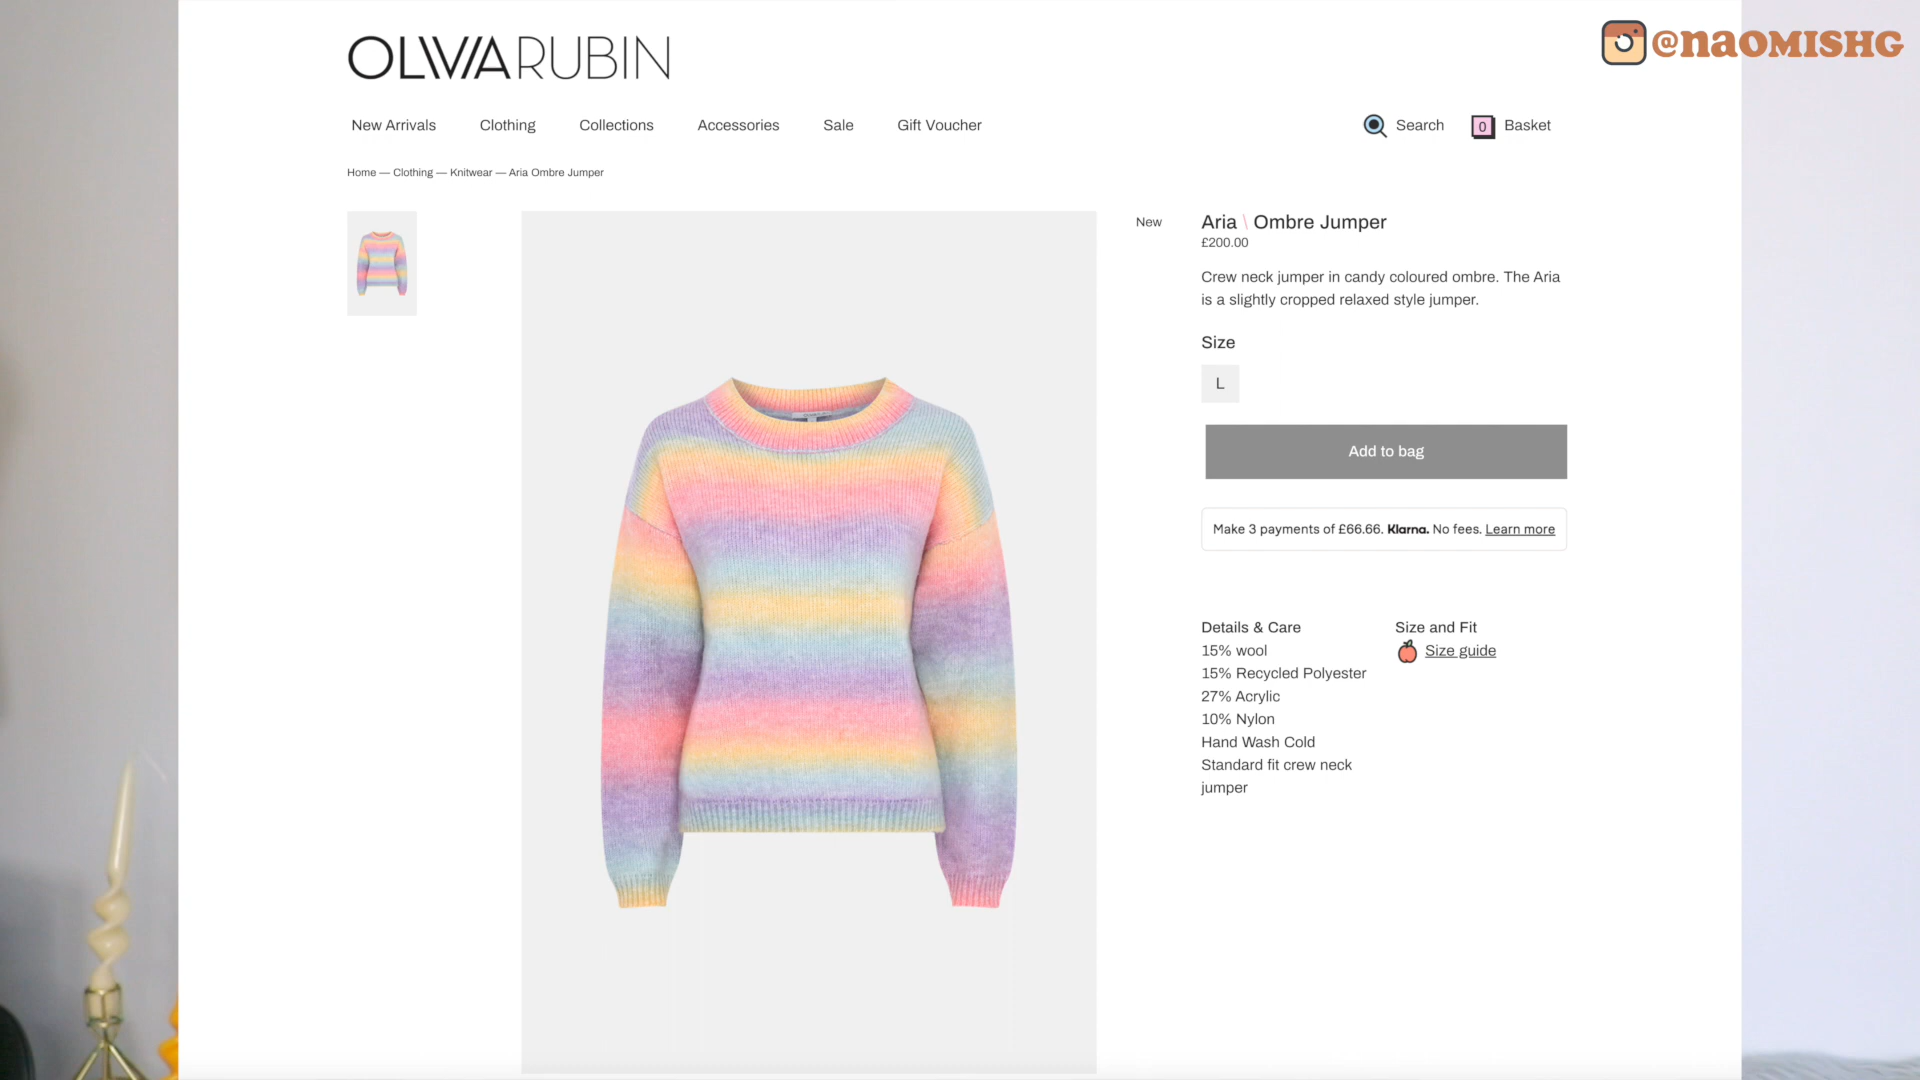 @NAOMISHG
OLIVIARUBIN
New Arrivals
Clothing
Collections
Accessories
Sale
Gift Voucher
Search
0
Basket
Home — Clothing — Knitwear — Aria Ombre Jumper
New
Aria \ Ombre Jumper
£200.00
Crew neck jumper in candy coloured ombre. The Aria
is a slightly cropped relaxed style jumper.
Size
L
Add to bag
Make 3 payments of £66.66. Klarna. No fees. Learn more
Details & Care
15% wool
15% Recycled Polyester
27% Acrylic
10% Nylon
Hand Wash Cold
Standard fit crew neck
jumper
Size and Fit
Size guide